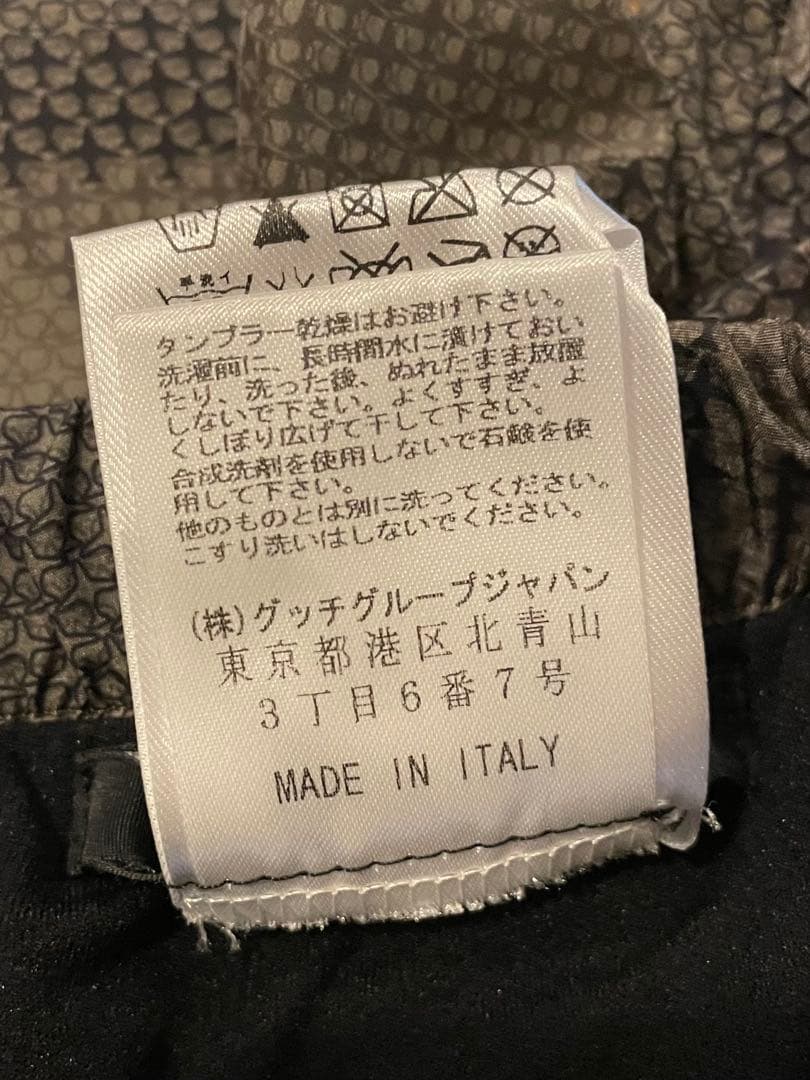 手洗イ
タンブラー乾燥はお避け下さい。
洗濯前に、長時間水に漬けておい
たり、洗った後、ぬれたまま放置
しないで下さい。よくすすぎ、よ
くしぼり広げて干して下さい。
合成洗剤を使用しないで石鹸を使
用して下さい。
他のものとは別に洗ってください。
こすり洗いはしないでください。
(株)グッチグループジャパン
東京都港区北青山
3丁目6番7号
MADE IN ITALY